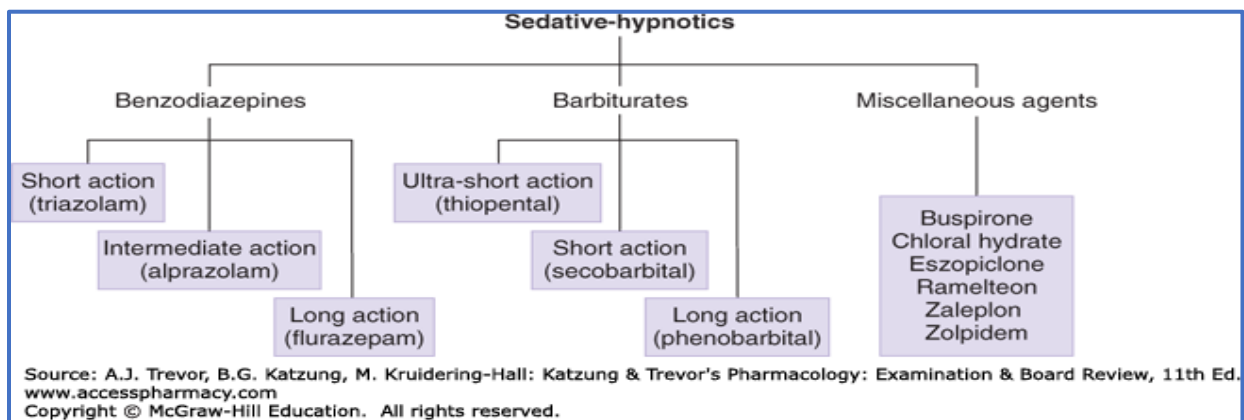 Sedative-hypnotics
Benzodiazepines
Barbiturates
Miscellaneous agents
Short action
(triazolam)
Intermediate action
(alprazolam)
Long action
(flurazepam)
Ultra-short action
(thiopental)
Short action
(secobarbital)
Long action
(phenobarbital)
Buspirone
Chloral hydrate
Eszopiclone
Ramelteon
Zaleplon
Zolpidem
Source: A.J. Trevor, B.G. Katzung, M. Kruidering-Hall: Katzung & Trevor's Pharmacology: Examination & Board Review, 11th Ed.
www.accesspharmacy.com
Copyright © McGraw-Hill Education. All rights reserved.